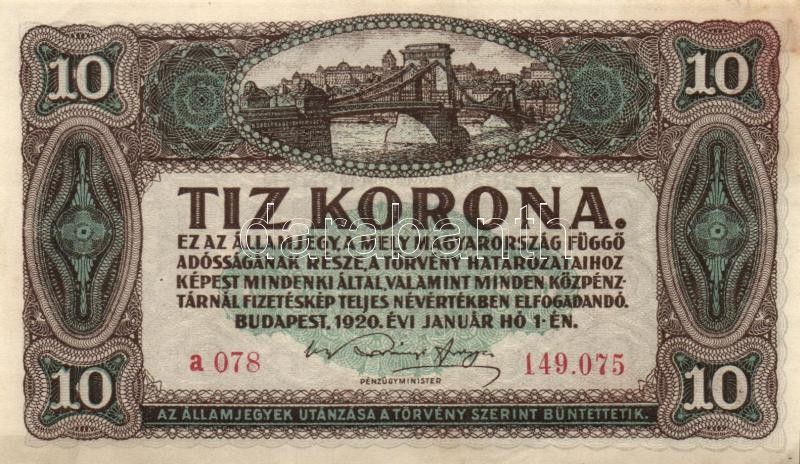 10 10
TIZ KORONA.
EZ AZ ÁLLAMJEGY, A MELY MAGYARORSZÁG FÜGGŐ
ADÓSSÁGÁNAK RÉSZE, A TÖRVÉNY HATÁROZATAIHOZ
KÉPEST MINDENKI ÁLTAL, VALAMINT MINDEN KÖZPÉNZ-
TÁRNÁL FIZETÉSKÉP TELJES NÉVÉRTÉKBEN ELFOGADANDÓ.
BUDAPEST, 1920. ÉVI JANUÁR HÓ 1-ÉN.
a 078 149.075
PÉNZÜGYMINISTER
10 10
AZ ÁLLAMJEGYEK UTÁNZÁSA A TÖRVÉNY SZERINT BÜNTETTETIK.